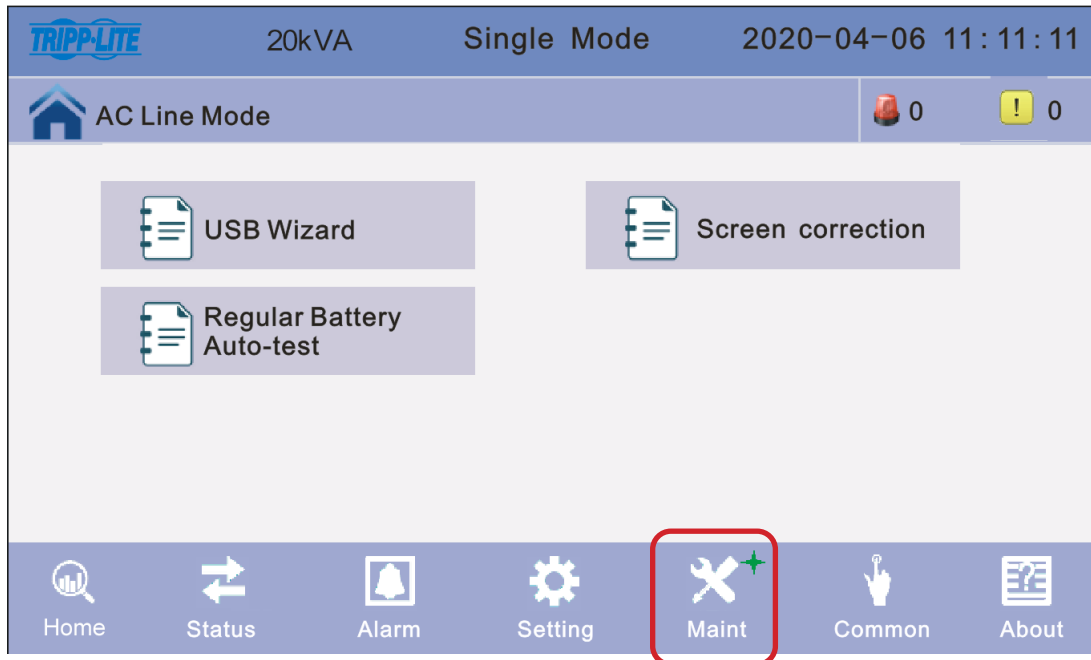 TRIPP·LITE 20kVA Single Mode 2020-04-06 11:11:11
AC Line Mode 0 ! 0
USB Wizard Screen correction
Regular Battery
Auto-test
Home Status Alarm Setting Maint Common About